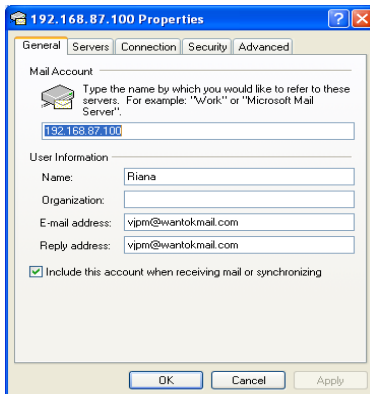 192.168.87.100 Properties
General Servers Connection Security Advanced
Mail Account
Type the name by which you would like to refer to these
servers. For example: "Work" or "Microsoft Mail
Server".
192.168.87.100
User Information
Name: Riana
Organization:
E-mail address: vjpm@wantokmail.com
Reply address: vjpm@wantokmail.com
Include this account when receiving mail or synchronizing
OK Cancel Apply